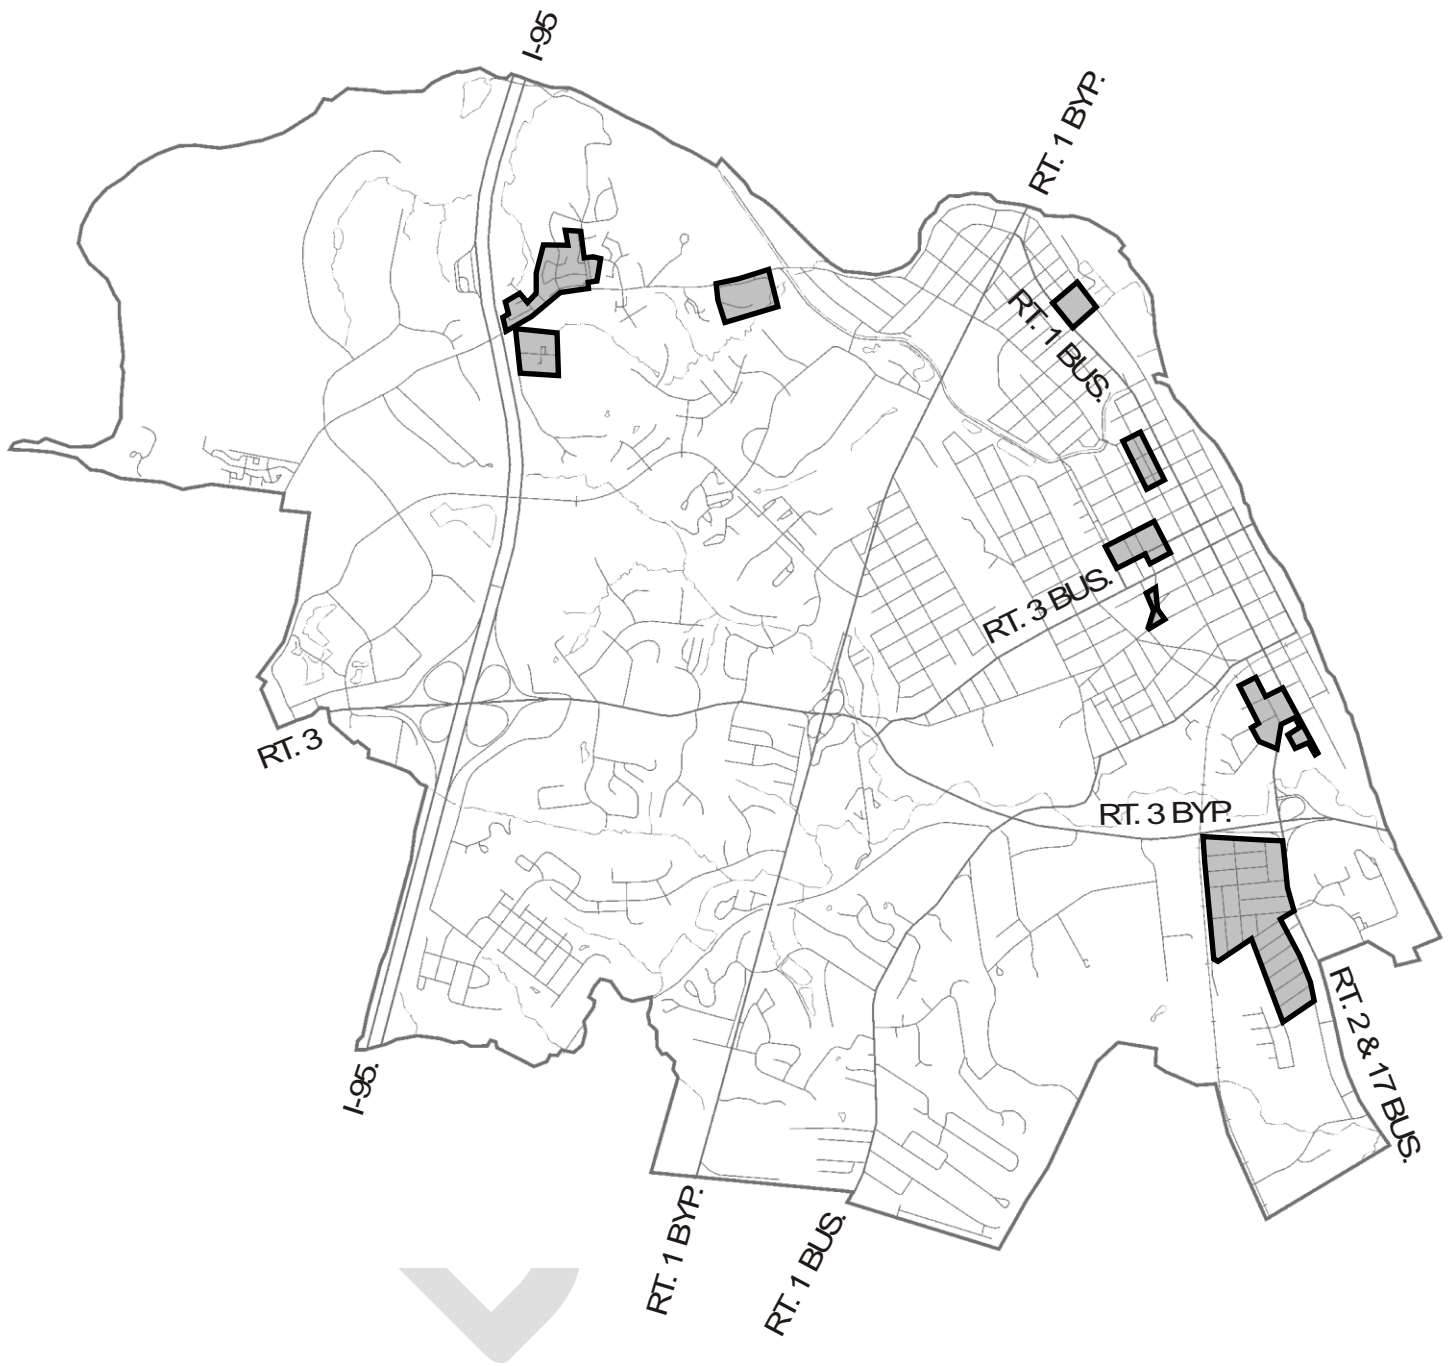 I-95
RT. 1 BYP.
RT. 1 BUS.
RT. 3 BUS.
RT. 3
RT. 3 BYP.
RT. 2 & 17 BUS.
I-95.
RT. 1 BYP.
RT. 1 BUS.